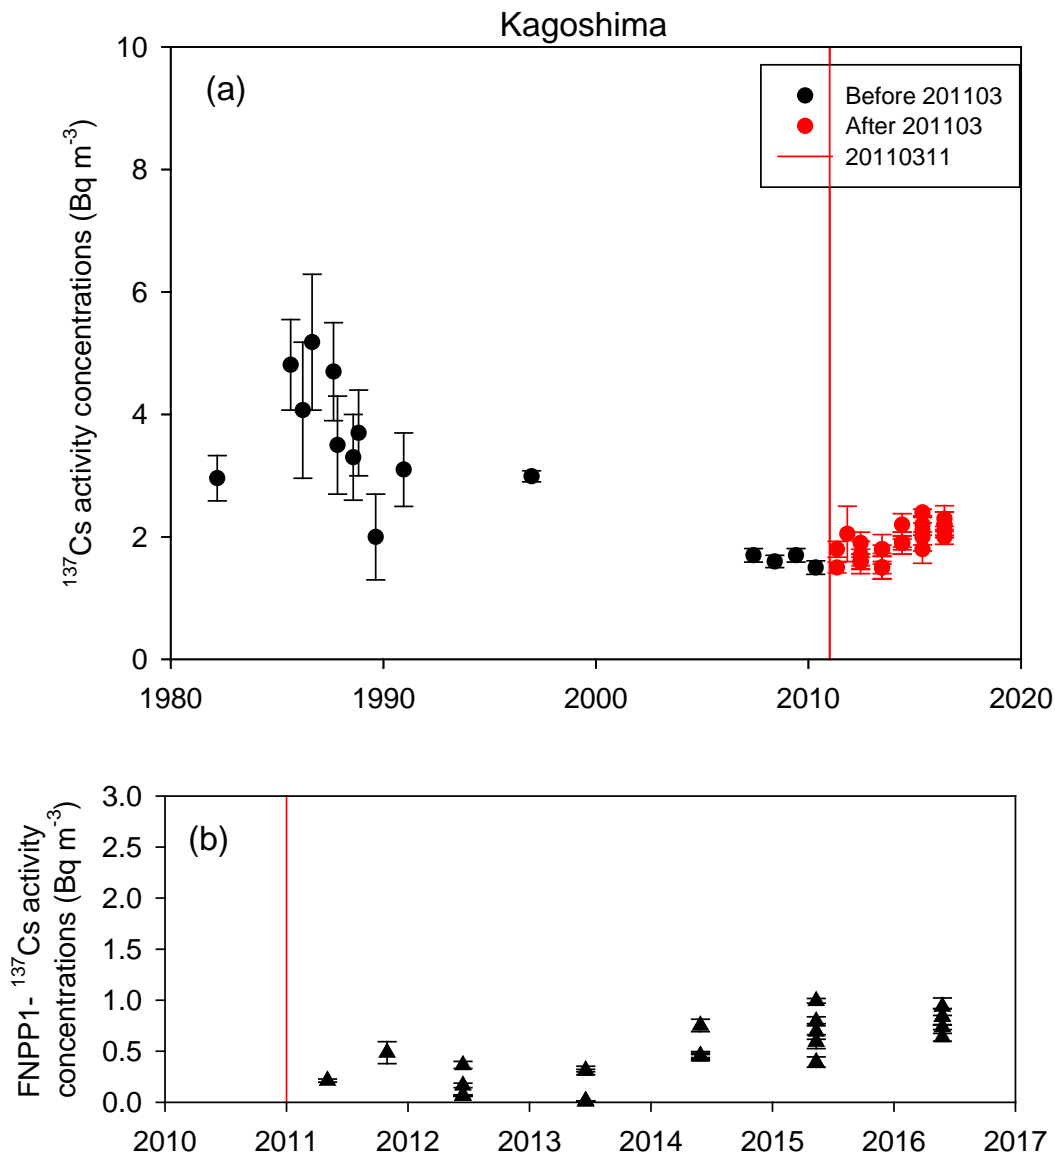 Kagoshima
10
(a)
Before 201103
After 201103
20110311
8
6
4
2
0
¹³⁷Cs activity concentrations (Bq m⁻³)
1980 1990 2000 2010 2020
3.0
(b)
2.5
2.0
1.5
1.0
0.5
0.0
FNPP1- ¹³⁷Cs activity
concentrations (Bq m⁻³)
2010 2011 2012 2013 2014 2015 2016 2017